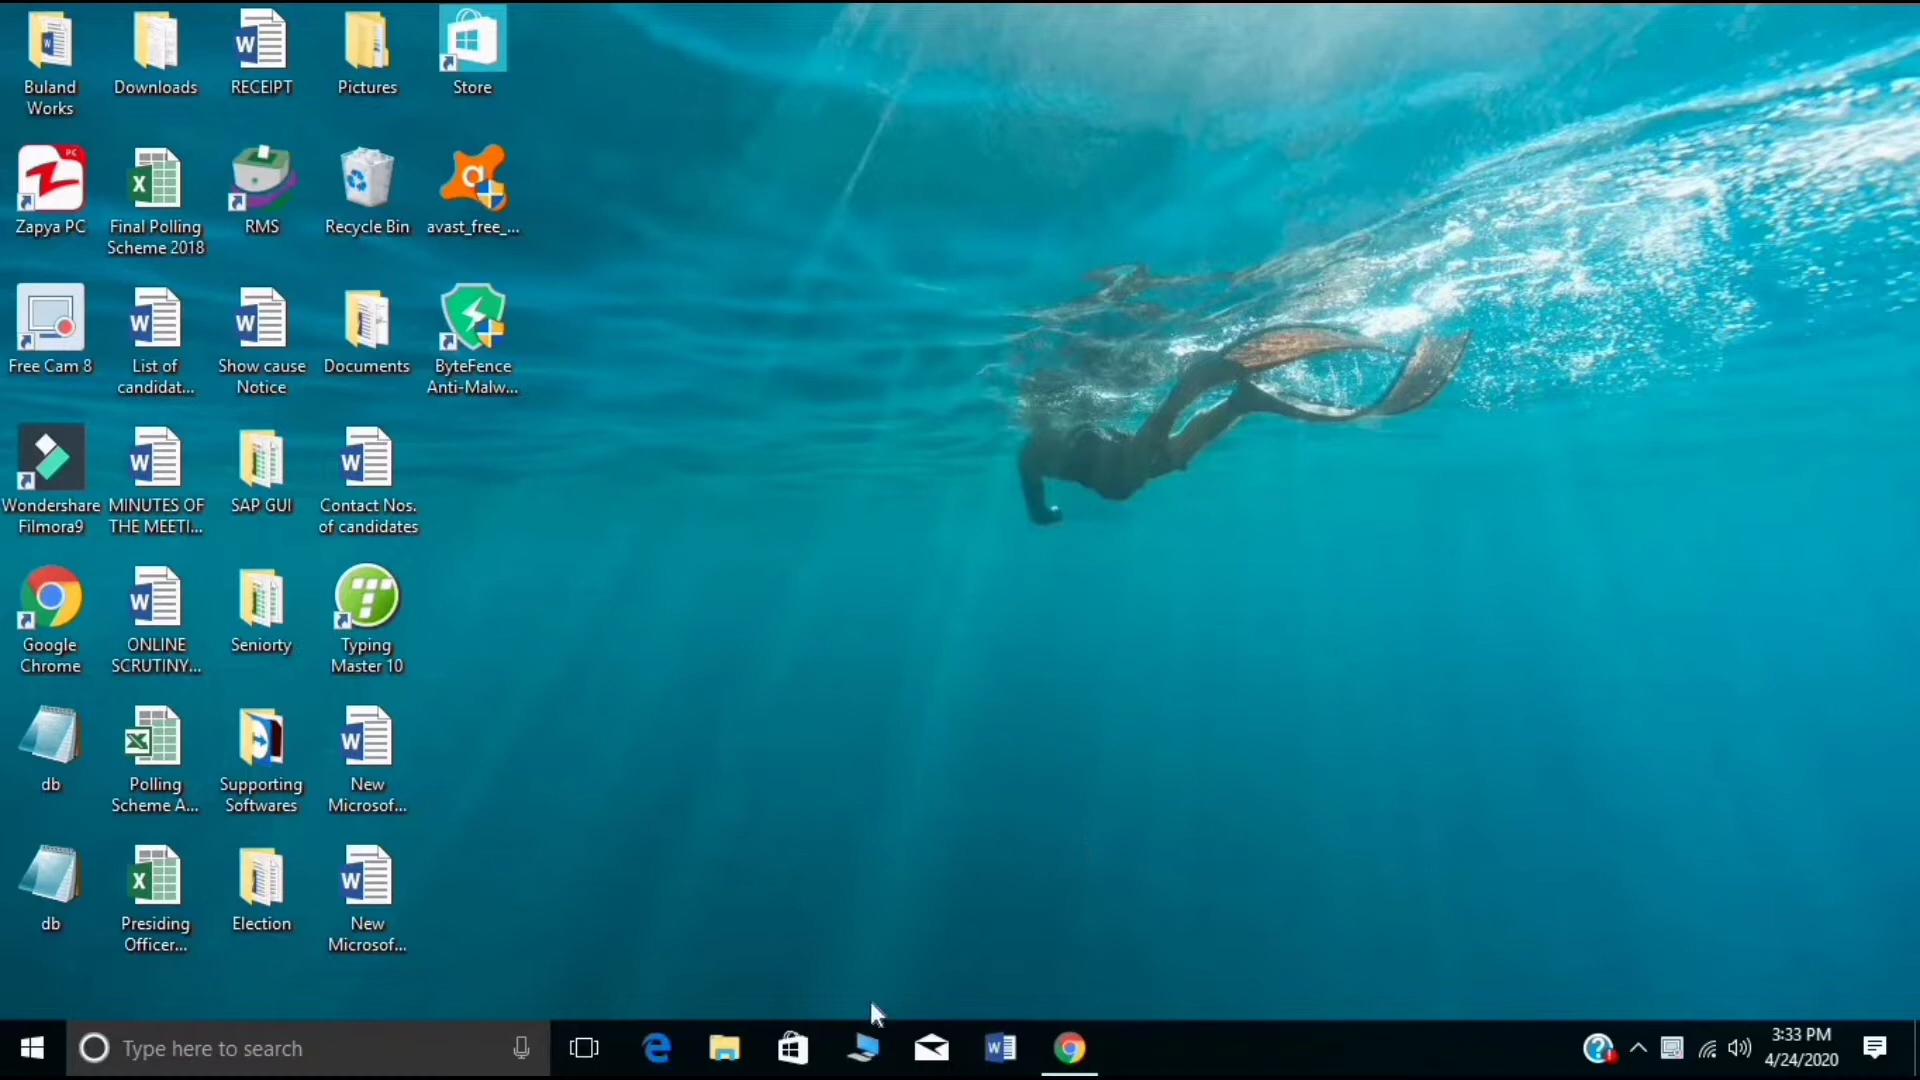 Buland
Works
Downloads
RECEIPT
Pictures
Store
PC
Zapya PC
Final Polling
Scheme 2018
RMS
Recycle Bin
avast_free_...
Free Cam 8
List of
candidat...
Show cause
Notice
Documents
ByteFence
Anti-Malw...
Wondershare
Filmora9
MINUTES OF
THE MEETI...
SAP GUI
Contact Nos.
of candidates
Google
Chrome
ONLINE
SCRUTINY...
Seniorty
Typing
Master 10
db
Polling
Scheme A...
Supporting
Softwares
New
Microsof...
db
Presiding
Officer...
Election
New
Microsof...
Type here to search
3:33 PM
4/24/2020